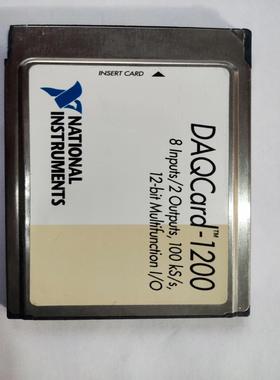 INSERT CARD
NATIONAL
INSTRUMENTS
DAQCard™-1200
8 Inputs/2 Outputs, 100 kS/s,
12-bit Multifunction I/O